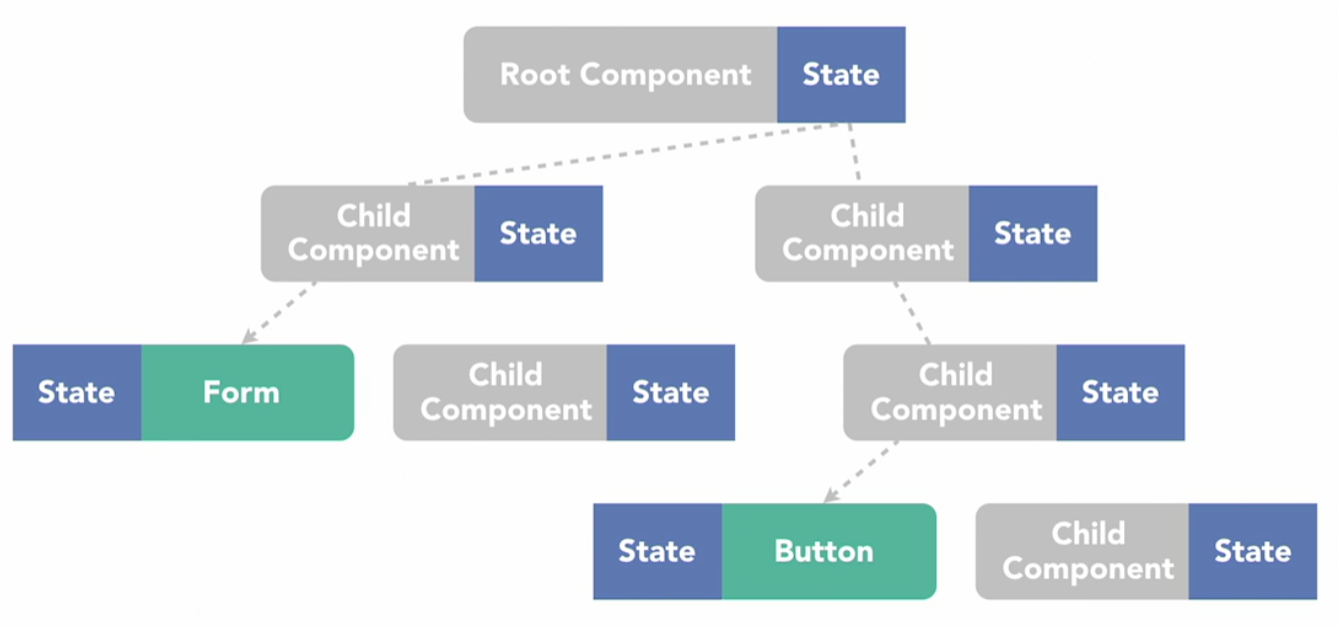 Root Component
State
Child
Component
State
Child
Component
State
State
Form
Child
Component
State
Child
Component
State
State
Button
Child
Component
State